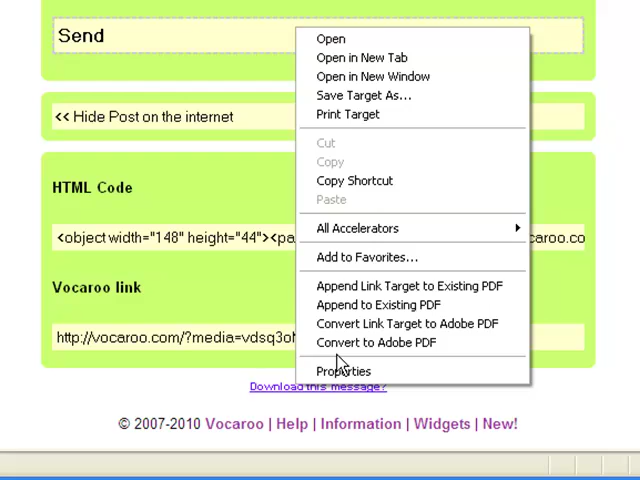 Send
<< Hide Post on the internet
HTML Code
<object width="148" height="44"><pa
caroo.co
Vocaroo link
http://vocaroo.com/?media=vdsq3o
Open
Open in New Tab
Open in New Window
Save Target As...
Print Target
Cut
Copy
Copy Shortcut
Paste
All Accelerators
Add to Favorites...
Append Link Target to Existing PDF
Append to Existing PDF
Convert Link Target to Adobe PDF
Convert to Adobe PDF
Properties
Download this message?
© 2007-2010 Vocaroo | Help | Information | Widgets | New!